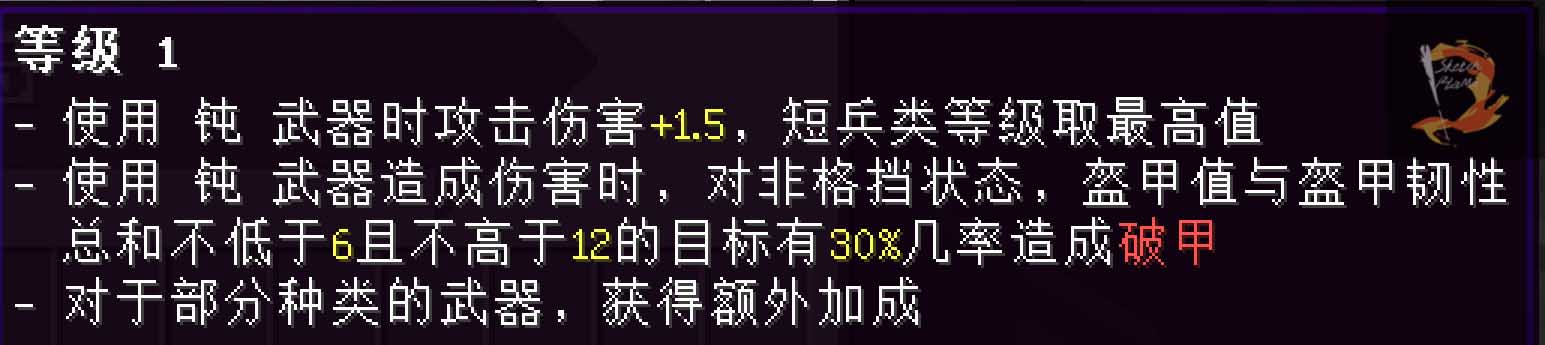 等级 1
- 使用 钝 武器时攻击伤害+1.5，短兵类等级取最高值
- 使用 钝 武器造成伤害时，对非格挡状态，盔甲值与盔甲韧性
总和不低于6且不高于12的目标有30%几率造成破甲
- 对于部分种类的武器，获得额外加成